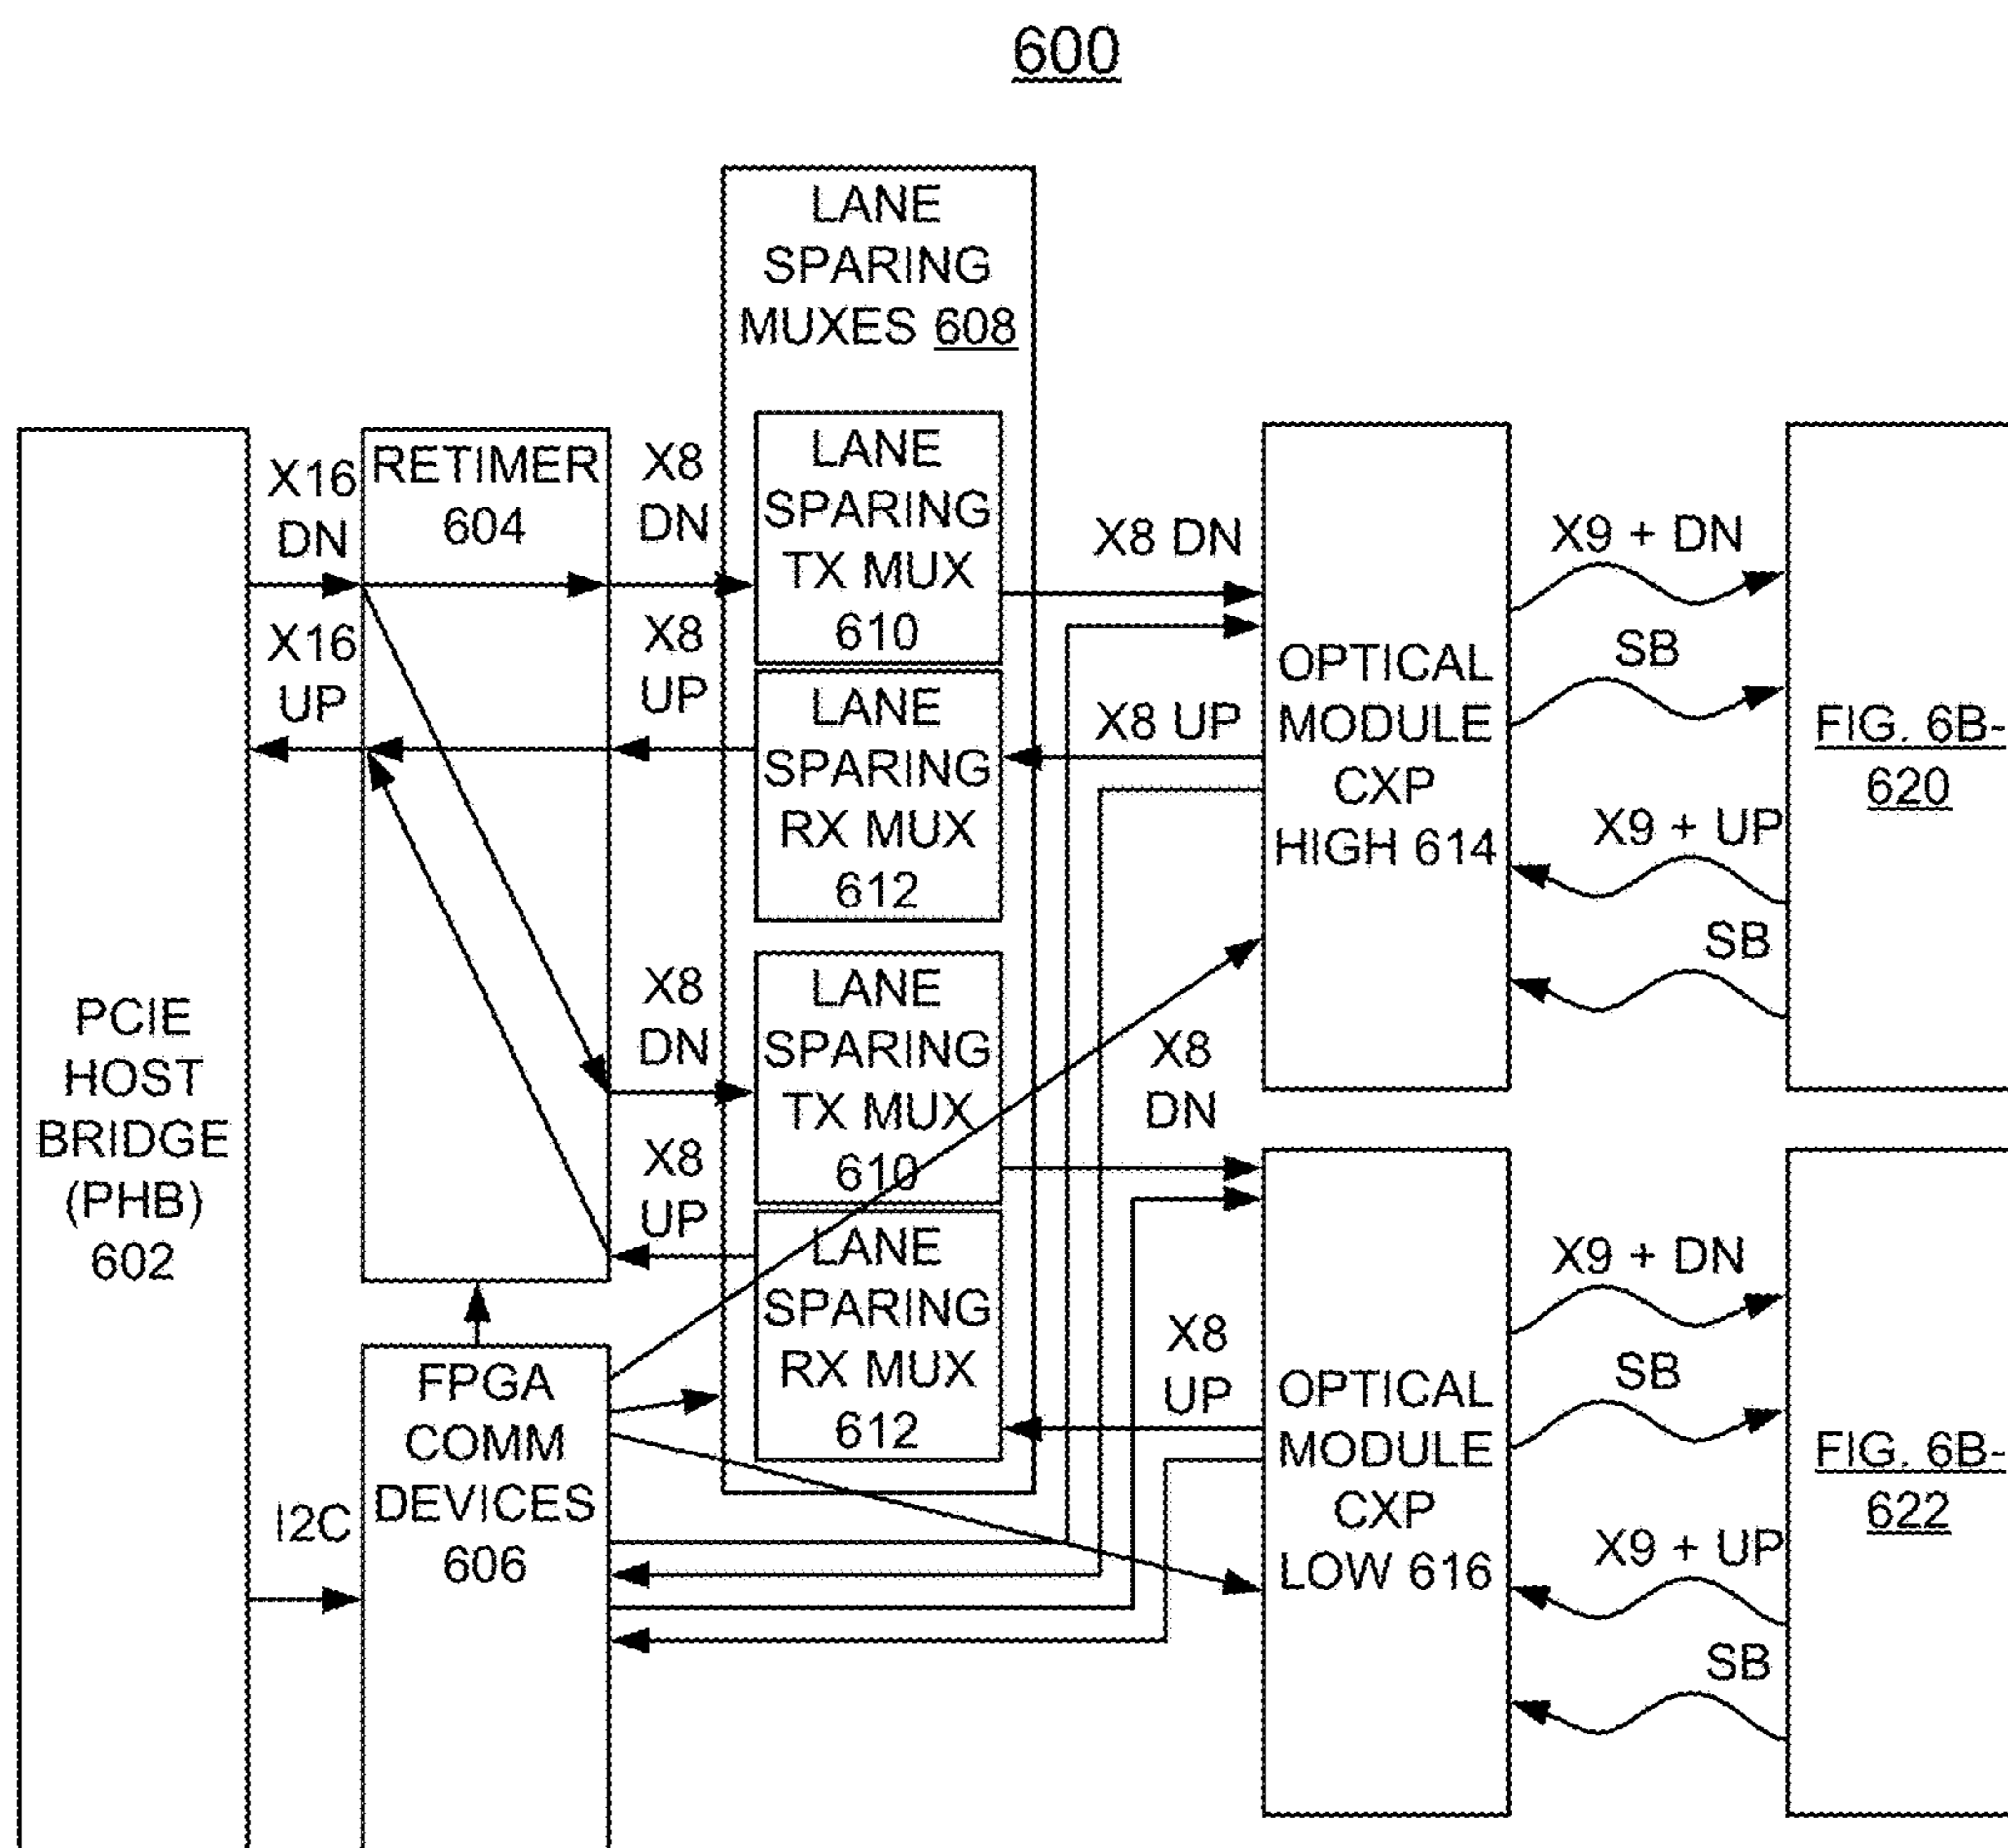 600
LANE
SPARING
MUXES 608
X16
DN
X16
UP
RETIMER
604
X8
DN
X8
UP
LANE
SPARING
TX MUX
610
LANE
SPARING
RX MUX
612
X8 DN
X8 UP
OPTICAL
MODULE
CXP
HIGH 614
X9 + DN
SB
X9 + UP
SB
FIG. 6B-
620
PCIE
HOST
BRIDGE
(PHB)
602
X8
DN
X8
UP
LANE
SPARING
TX MUX
610
LANE
SPARING
RX MUX
612
X8
DN
X8
UP
I2C
FPGA
COMM
DEVICES
606
OPTICAL
MODULE
CXP
LOW 616
X9 + DN
SB
X9 + UP
SB
FIG. 6B-
622